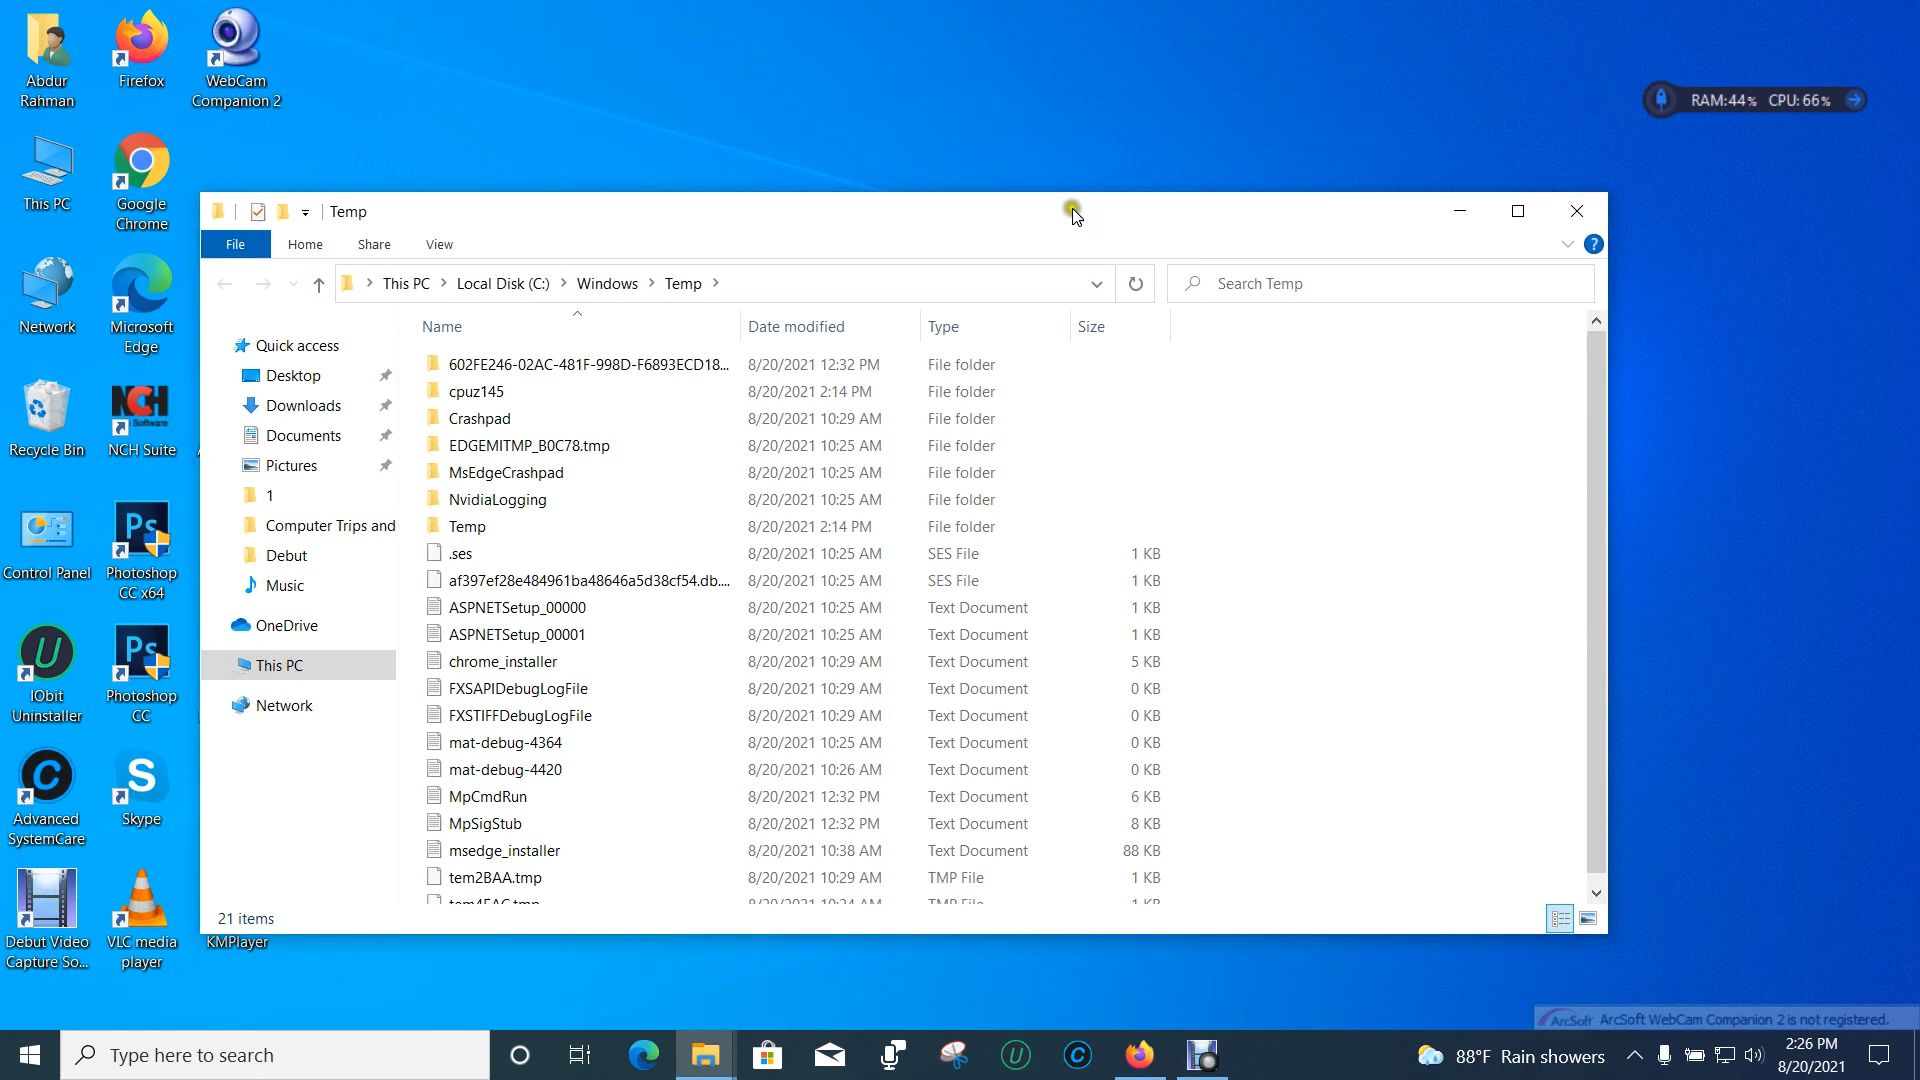 Abdur
Rahman
Firefox
WebCam
Companion 2
This PC
Google
Chrome
Network
Microsoft
Edge
Recycle Bin
NCH
Software
NCH Suite
Control Panel
Ps
Photoshop
CC x64
IObit
Uninstaller
Ps
Photoshop
CC
Advanced
SystemCare
Skype
Debut Video
Capture So...
VLC media
player
KMPlayer
RAM:44% CPU:66%
Temp
File Home Share View
This PC > Local Disk (C:) > Windows > Temp >
Search Temp
Quick access
Desktop
Downloads
Documents
Pictures
1
Computer Trips and
Debut
Music
OneDrive
This PC
Network
Name Date modified Type Size
602FE246-02AC-481F-998D-F6893ECD18... 8/20/2021 12:32 PM File folder
cpuz145 8/20/2021 2:14 PM File folder
Crashpad 8/20/2021 10:29 AM File folder
EDGEMITMP_B0C78.tmp 8/20/2021 10:25 AM File folder
MsEdgeCrashpad 8/20/2021 10:25 AM File folder
NvidiaLogging 8/20/2021 10:25 AM File folder
Temp 8/20/2021 2:14 PM File folder
.ses 8/20/2021 10:25 AM SES File 1 KB
af397ef28e484961ba48646a5d38cf54.db.... 8/20/2021 10:25 AM SES File 1 KB
ASPNETSetup_00000 8/20/2021 10:25 AM Text Document 1 KB
ASPNETSetup_00001 8/20/2021 10:25 AM Text Document 1 KB
chrome_installer 8/20/2021 10:29 AM Text Document 5 KB
FXSAPIDebugLogFile 8/20/2021 10:29 AM Text Document 0 KB
FXSTIFFDebugLogFile 8/20/2021 10:29 AM Text Document 0 KB
mat-debug-4364 8/20/2021 10:25 AM Text Document 0 KB
mat-debug-4420 8/20/2021 10:26 AM Text Document 0 KB
MpCmdRun 8/20/2021 12:32 PM Text Document 6 KB
MpSigStub 8/20/2021 12:32 PM Text Document 8 KB
msedge_installer 8/20/2021 10:38 AM Text Document 88 KB
tem2BAA.tmp 8/20/2021 10:29 AM TMP File 1 KB
21 items
ArcSoft ArcSoft WebCam Companion 2 is not registered.
Type here to search
88°F Rain showers
2:26 PM
8/20/2021